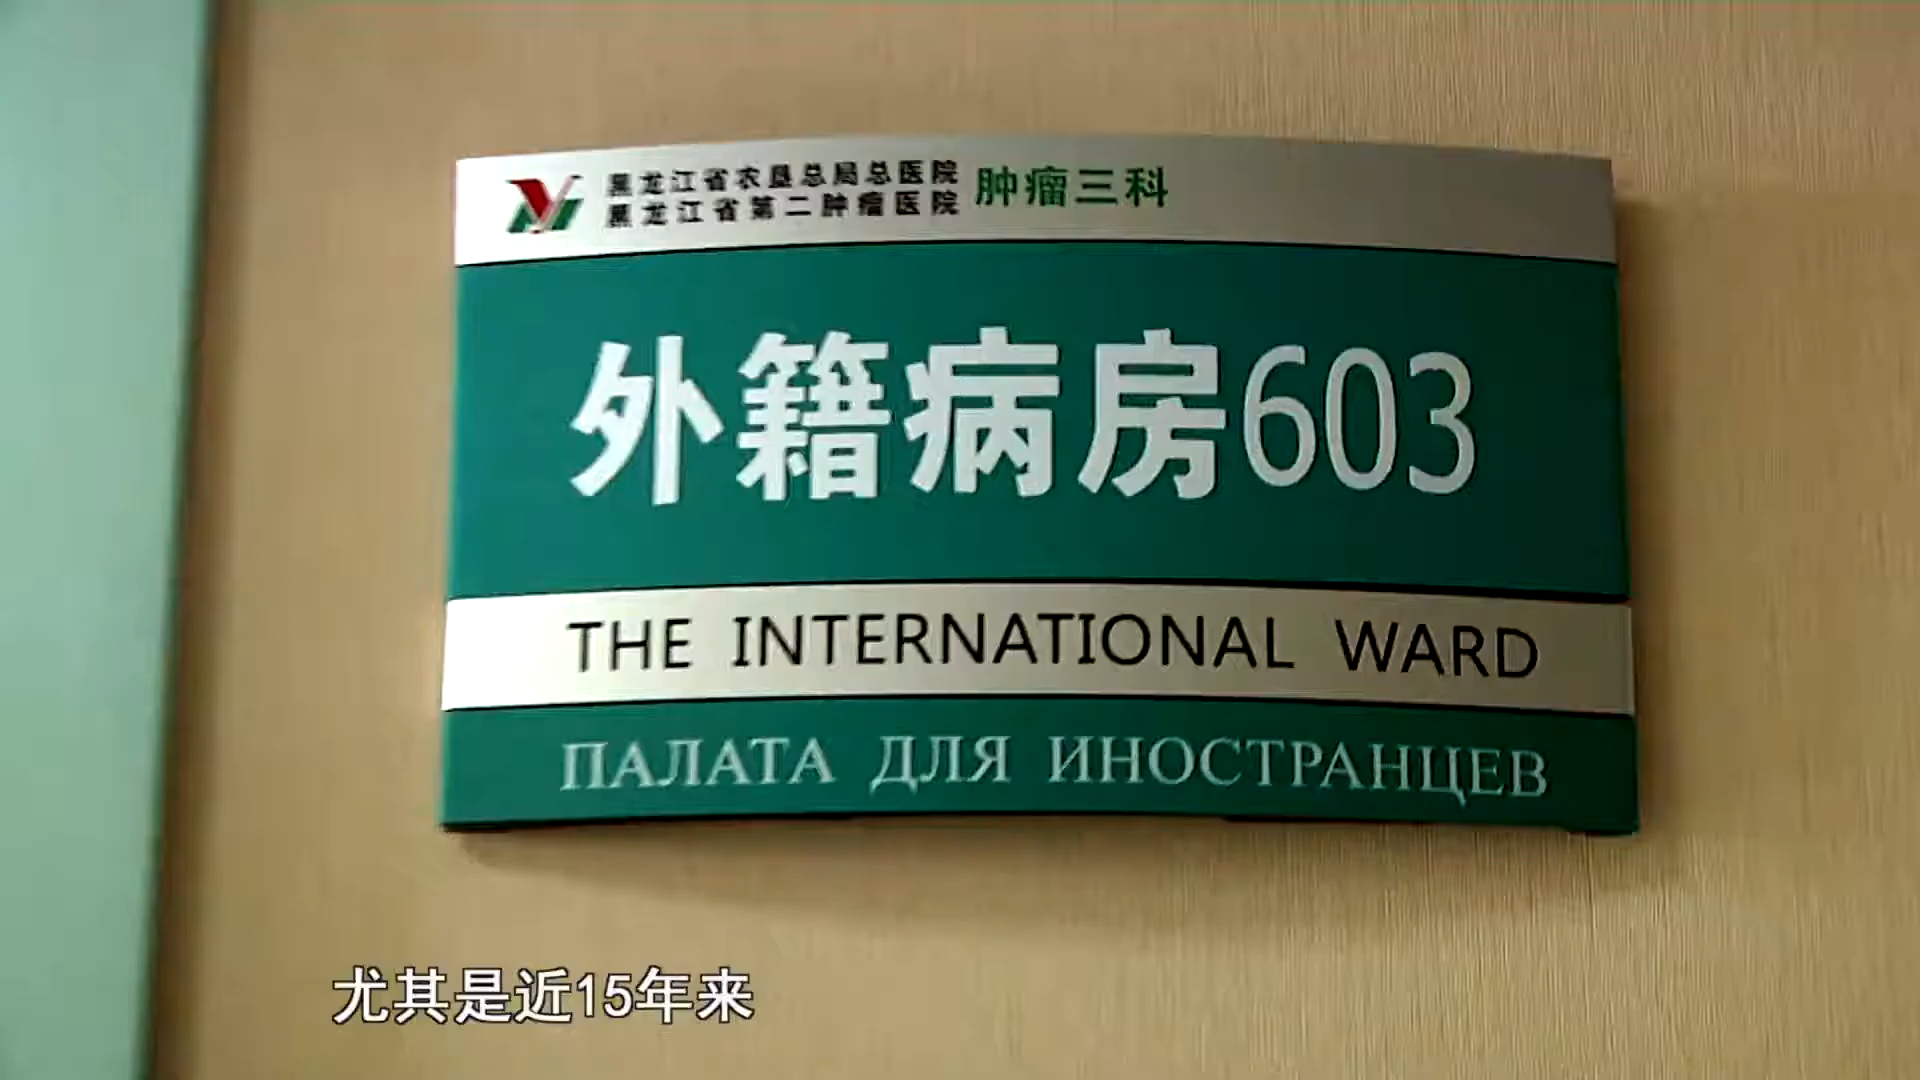 黑龙江省农垦总局总医院
黑龙江省第二肿瘤医院
肿瘤三科
外籍病房603
THE INTERNATIONAL WARD
ПАЛАТА ДЛЯ ИНОСТРАНЦЕВ
尤其是近15年来